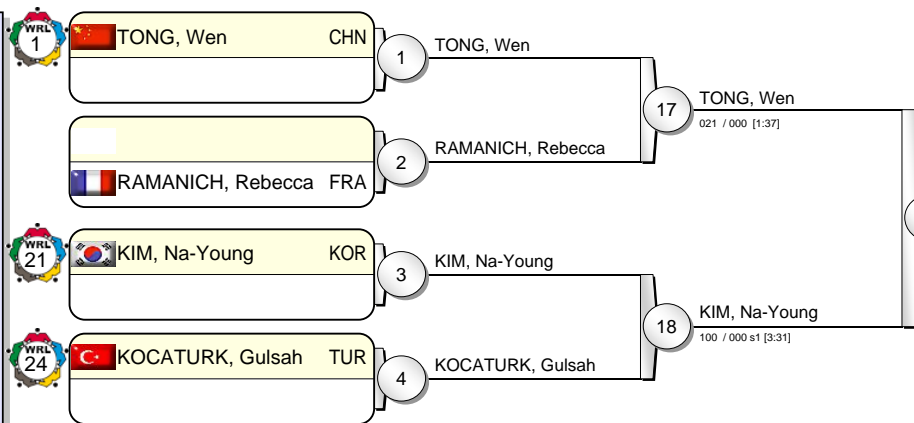 WRL
1
TONG, Wen CHN
1
TONG, Wen
17
TONG, Wen
021 / 000 [1:37]
2
RAMANICH, Rebecca
RAMANICH, Rebecca FRA
WRL
21
KIM, Na-Young KOR
3
KIM, Na-Young
18
KIM, Na-Young
100 / 000 s1 [3:31]
WRL
24
KOCATURK, Gulsah TUR
4
KOCATURK, Gulsah